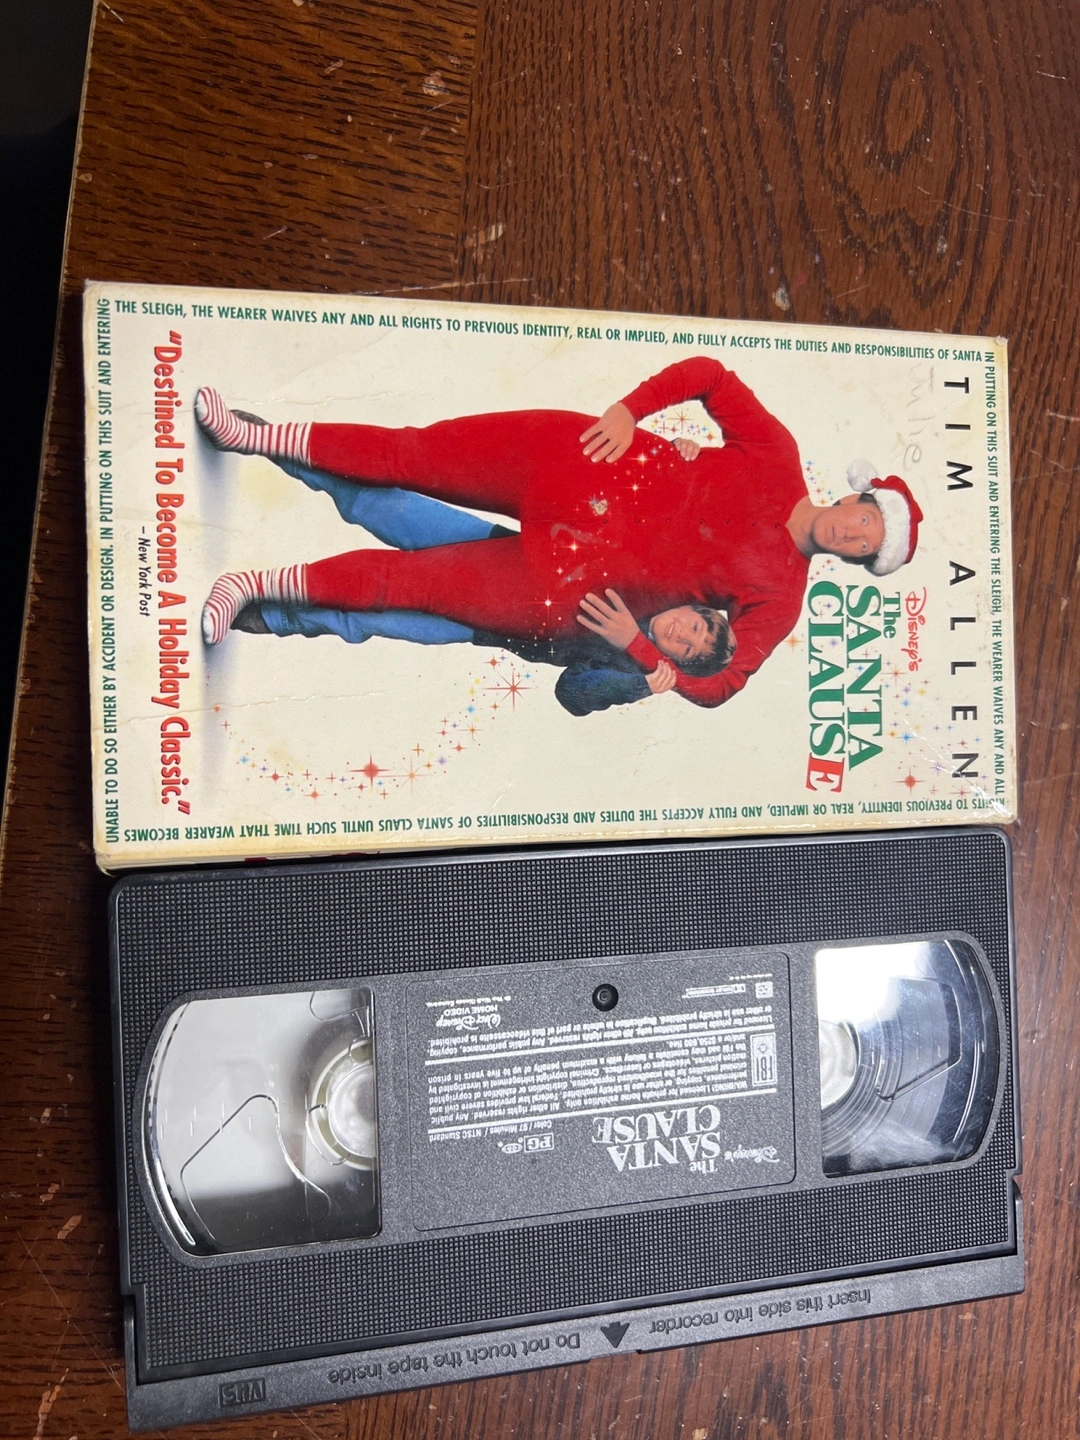 TIM ALLEN
Julie
DISNEY'S
The
SANTA
CLAUSE
IN PUTTING ON THIS SUIT AND ENTERING THE SLEIGH, THE WEARER WAIVES ANY AND ALL
RIGHTS TO PREVIOUS IDENTITY, REAL OR IMPLIED, AND FULLY ACCEPTS THE DUTIES AND RESPONSIBILITIES OF SANTA CLAUS UNTIL SUCH TIME THAT WEARER BECOMES
UNABLE TO DO SO EITHER BY ACCIDENT OR DESIGN. IN PUTTING ON THIS SUIT AND ENTERING
THE SLEIGH, THE WEARER WAIVES ANY AND ALL RIGHTS TO PREVIOUS IDENTITY, REAL OR IMPLIED, AND FULLY ACCEPTS THE DUTIES AND RESPONSIBILITIES OF SANTA
"Destined To Become A Holiday Classic."
– New York Post
Disney's
The
SANTA
CLAUSE
Color / 97 Minutes / NTSC Standard
PG
FBI
WALT DISNEY
HOME VIDEO
Insert this side into recorder
Do not touch the tape inside
VHS